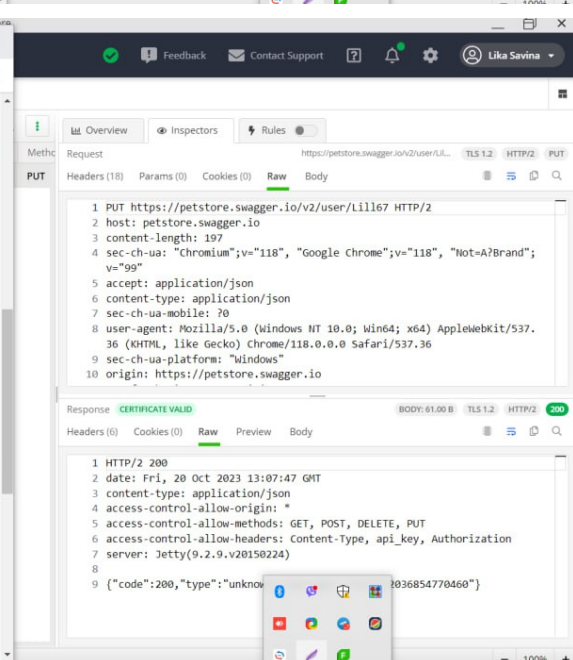 100%
Feedback
Contact Support
?
Lika Savina
Overview
Inspectors
Rules
Metho
Request
https://petstore.swagger.io/v2/user/Lil...
TLS 1.2
HTTP/2
PUT
PUT
Headers (18)
Params (0)
Cookies (0)
Raw
Body
1 PUT https://petstore.swagger.io/v2/user/Lill67 HTTP/2
2 host: petstore.swagger.io
3 content-length: 197
4 sec-ch-ua: "Chromium";v="118", "Google Chrome";v="118", "Not=A?Brand";
v="99"
5 accept: application/json
6 content-type: application/json
7 sec-ch-ua-mobile: ?0
8 user-agent: Mozilla/5.0 (Windows NT 10.0; Win64; x64) AppleWebKit/537.
36 (KHTML, like Gecko) Chrome/118.0.0.0 Safari/537.36
9 sec-ch-ua-platform: "Windows"
10 origin: https://petstore.swagger.io
Response
CERTIFICATE VALID
BODY: 61.00 B
TLS 1.2
HTTP/2
200
Headers (6)
Cookies (0)
Raw
Preview
Body
1 HTTP/2 200
2 date: Fri, 20 Oct 2023 13:07:47 GMT
3 content-type: application/json
4 access-control-allow-origin: *
5 access-control-allow-methods: GET, POST, DELETE, PUT
6 access-control-allow-headers: Content-Type, api_key, Authorization
7 server: Jetty(9.2.9.v20150224)
8
9 {"code":200,"type":"unknow 2036854770460"}
100%